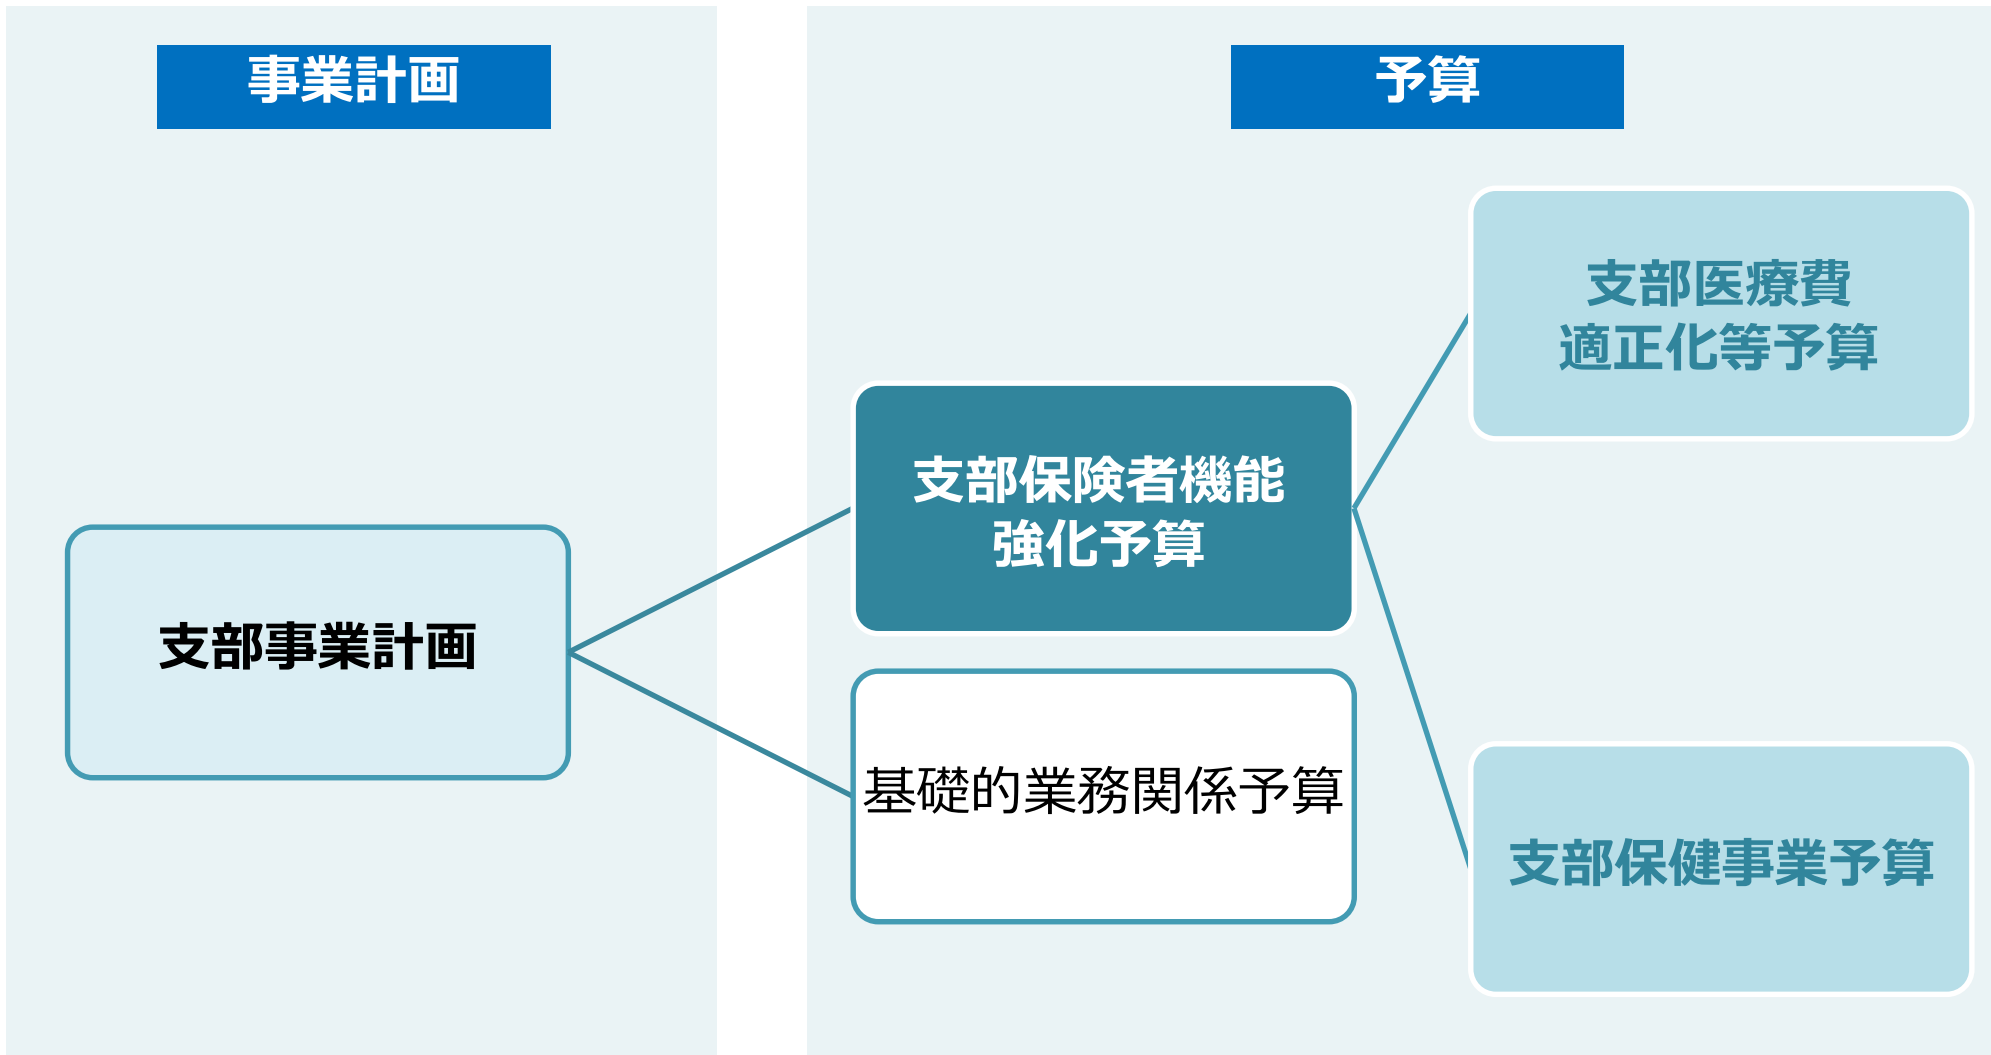 事業計画
予算
支部事業計画
支部保険者機能
強化予算
基礎的業務関係予算
支部医療費
適正化等予算
支部保健事業予算